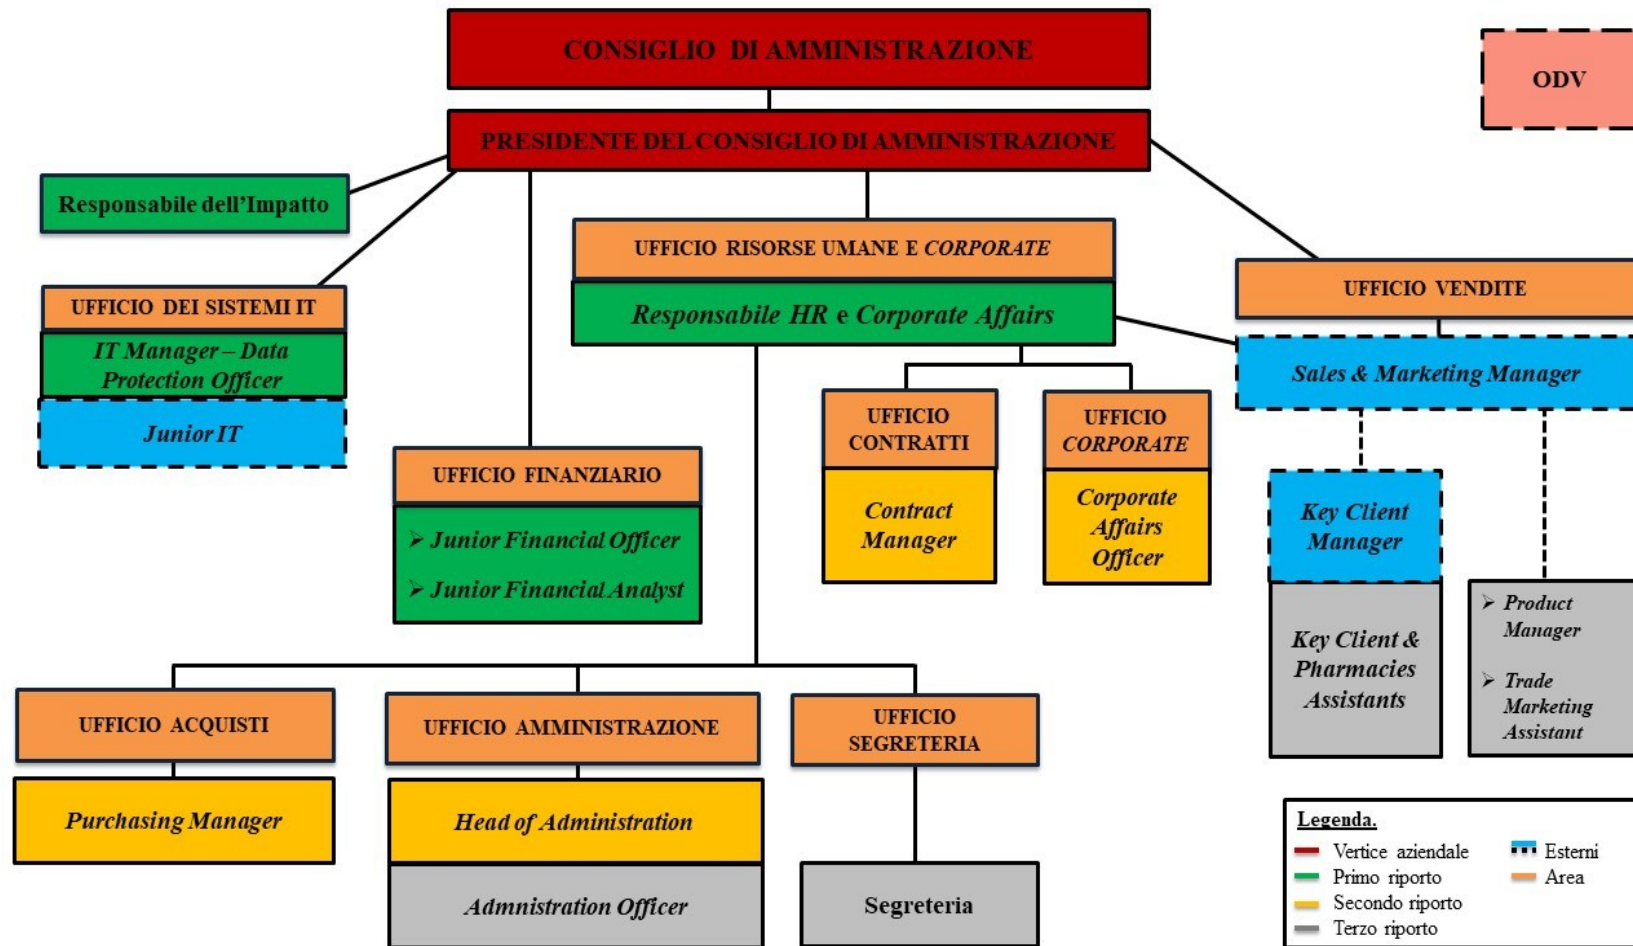 CONSIGLIO DI AMMINISTRAZIONE
ODV
PRESIDENTE DEL CONSIGLIO DI AMMINISTRAZIONE
Responsabile dell'Impatto
UFFICIO RISORSE UMANE E CORPORATE
Responsabile HR e Corporate Affairs
UFFICIO VENDITE
Sales & Marketing Manager
UFFICIO DEI SISTEMI IT
IT Manager – Data
Protection Officer
Junior IT
UFFICIO FINANZIARIO
➢ Junior Financial Officer
➢ Junior Financial Analyst
UFFICIO
CONTRATTI
Contract
Manager
UFFICIO
CORPORATE
Corporate
Affairs
Officer
Key Client
Manager
Key Client &
Pharmacies
Assistants
➢ Product
Manager
➢ Trade
Marketing
Assistant
UFFICIO ACQUISTI
Purchasing Manager
UFFICIO AMMINISTRAZIONE
Head of Administration
Admnistration Officer
UFFICIO
SEGRETERIA
Segreteria
Legenda.
Vertice aziendale
Primo riporto
Secondo riporto
Terzo riporto
Esterni
Area